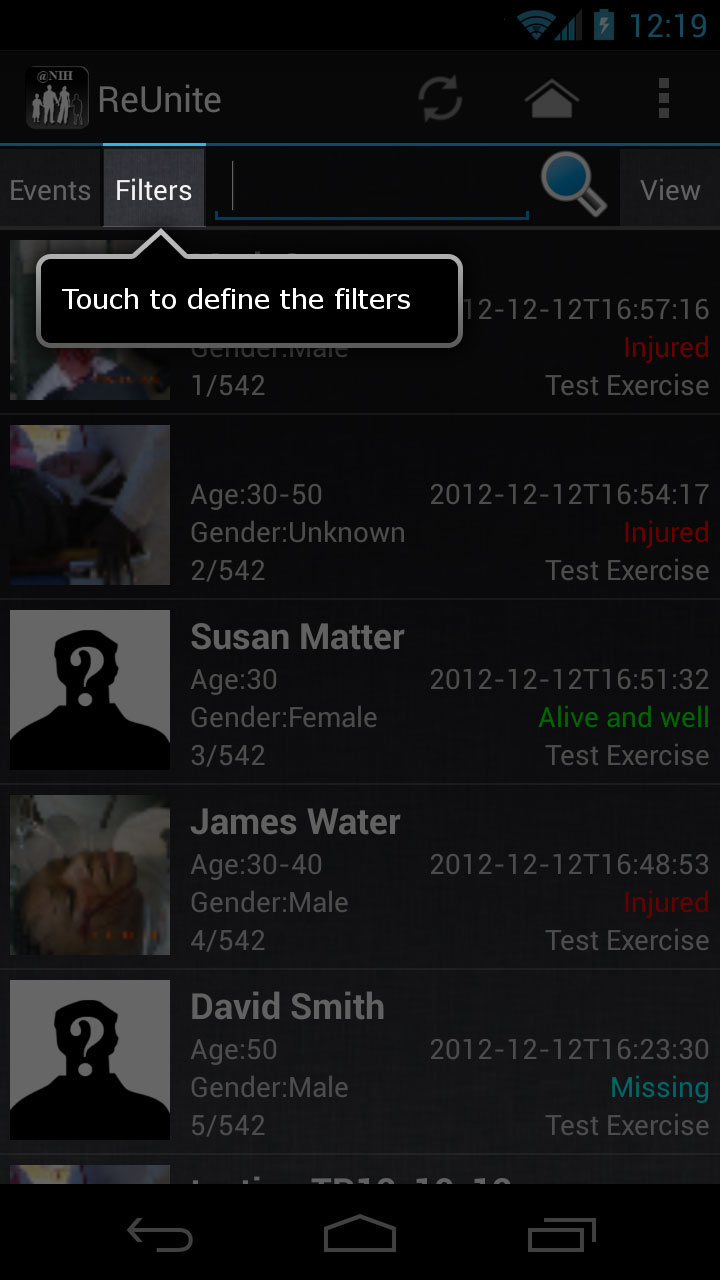 12:19
@NIH
ReUnite
Events Filters View
Touch to define the filters
2012-12-12T16:57:16
Gender:Male Injured
1/542 Test Exercise
Age:30-50 2012-12-12T16:54:17
Gender:Unknown Injured
2/542 Test Exercise
Susan Matter
Age:30 2012-12-12T16:51:32
Gender:Female Alive and well
3/542 Test Exercise
James Water
Age:30-40 2012-12-12T16:48:53
Gender:Male Injured
4/542 Test Exercise
David Smith
Age:50 2012-12-12T16:23:30
Gender:Male Missing
5/542 Test Exercise